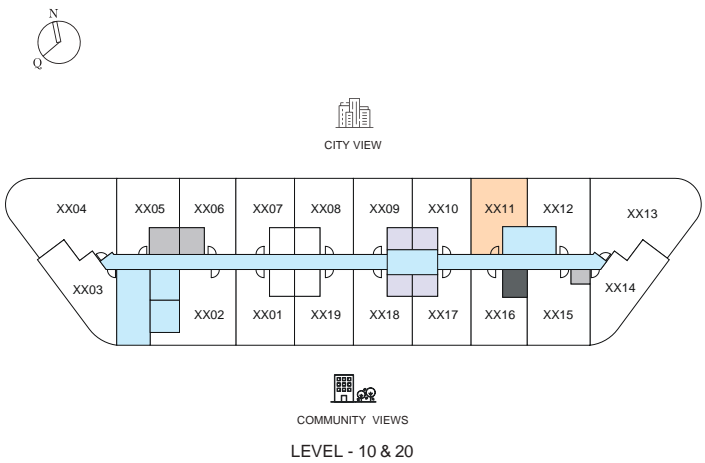 N
Q
CITY VIEW
XX04 XX05 XX06 XX07 XX08 XX09 XX10 XX11 XX12 XX13
XX03 XX02 XX01 XX19 XX18 XX17 XX16 XX15 XX14
COMMUNITY VIEWS
LEVEL - 10 & 20